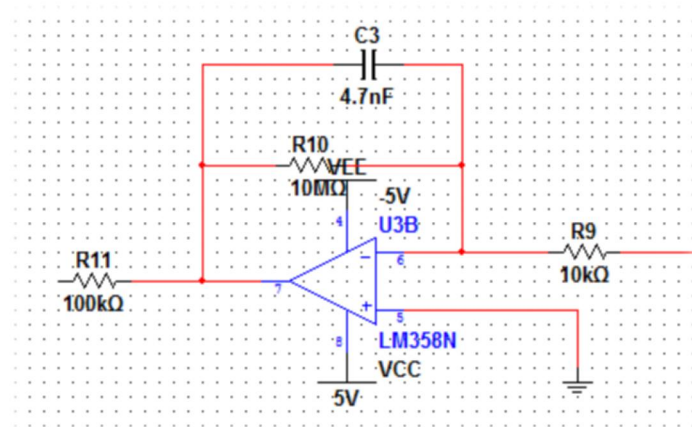 C3
4.7nF
R10
VEE
10MΩ
-5V
4
U3B
R9
−
6
10kΩ
R11
7
100kΩ
+
5
8
LM358N
VCC
5V